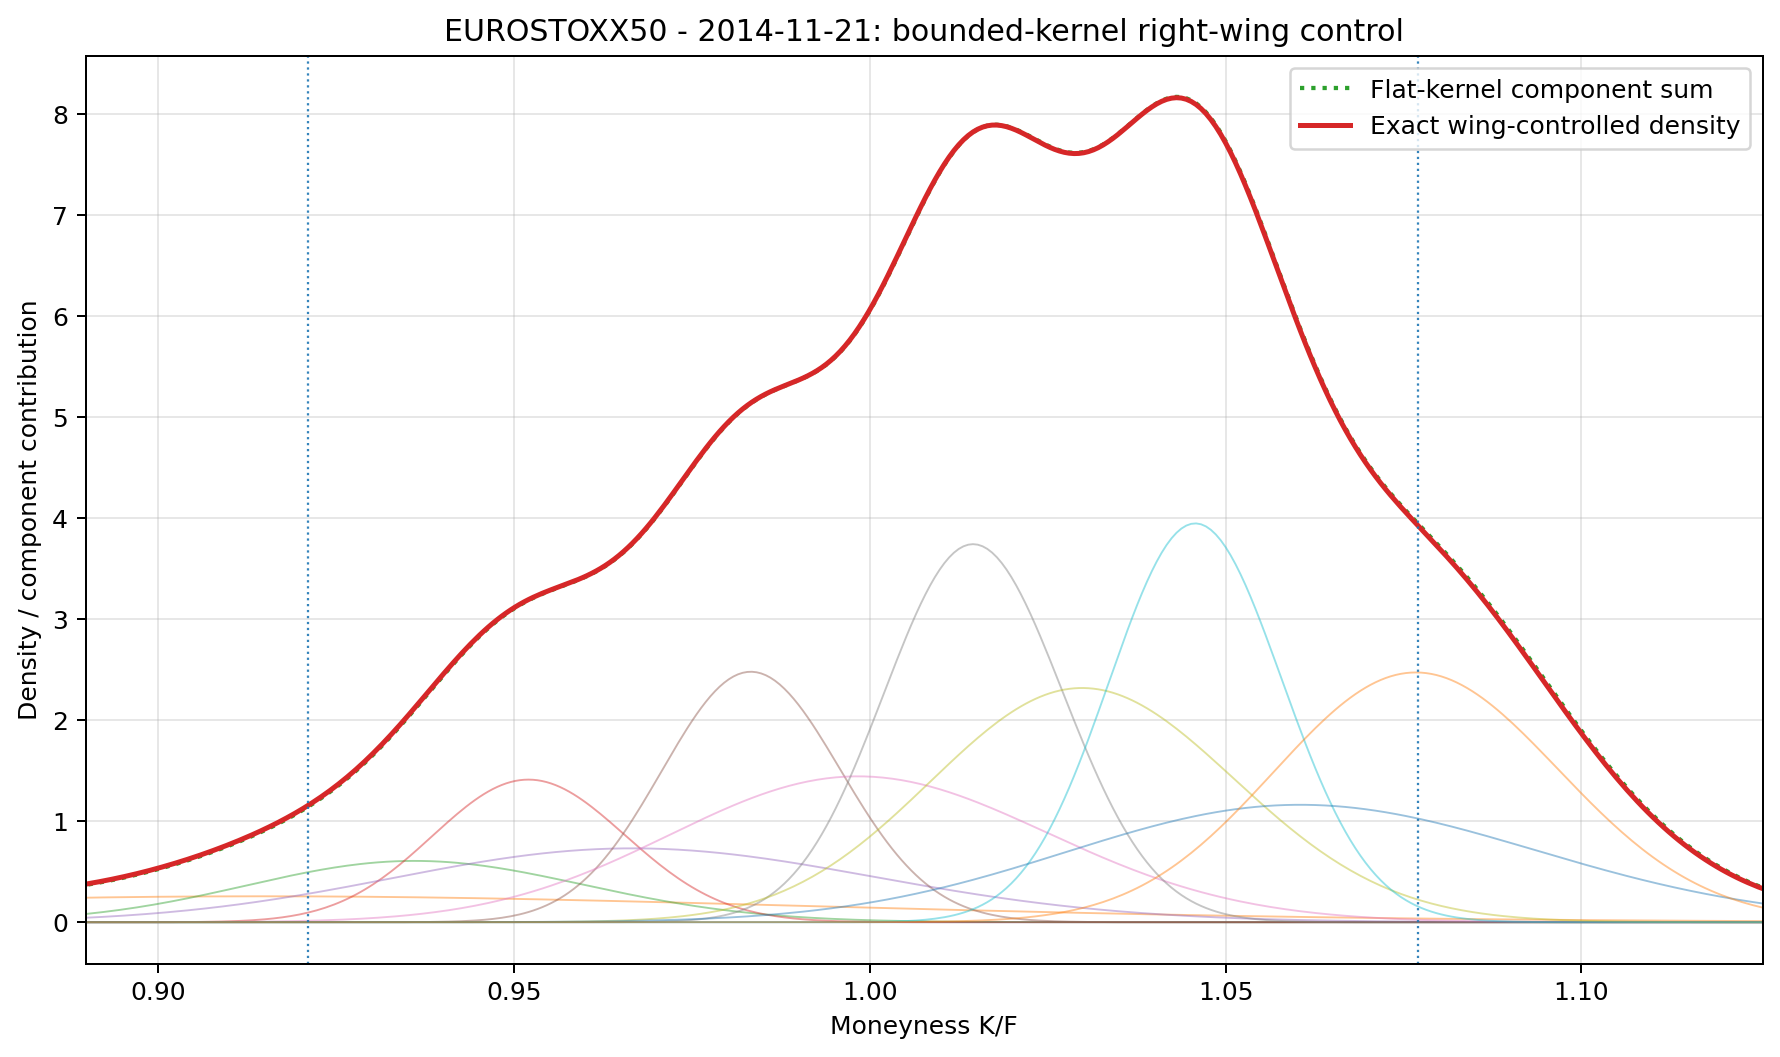 EUROSTOXX50 - 2014-11-21: bounded-kernel right-wing control
Flat-kernel component sum
Exact wing-controlled density
Density / component contribution
8
7
6
5
4
3
2
1
0
0.90 0.95 1.00 1.05 1.10
Moneyness K/F